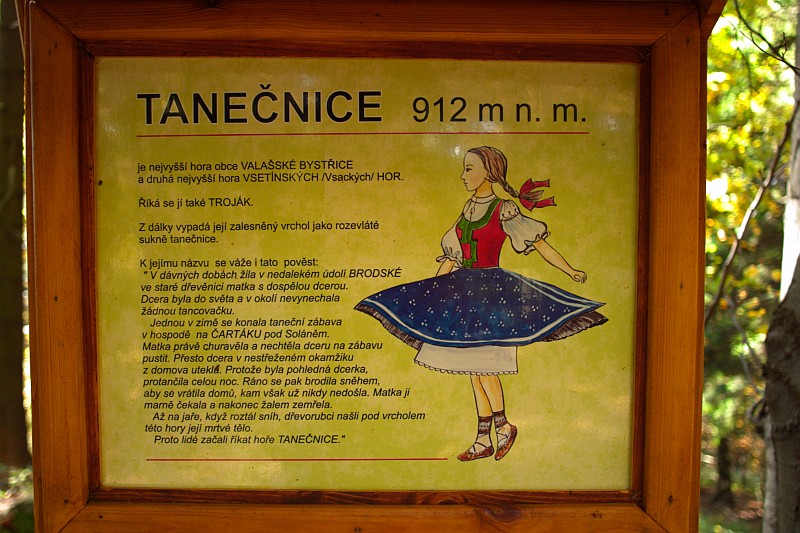 TANEČNICE 912 m n. m.
je nejvyšší hora obce VALAŠSKÉ BYSTŘICE
a druhá nejvyšší hora VSETÍNSKÝCH /Vsackých/ HOR.
Říká se jí také TROJÁK.
Z dálky vypadá její zalesněný vrchol jako rozevláté
sukně tanečnice.
K jejímu názvu se váže i tato pověst:
" V dávných dobách žila v nedalekém údolí BRODSKÉ
ve staré dřevěnici matka s dospělou dcerou.
Dcera byla do světa a v okolí nevynechala
žádnou tancovačku.
Jednou v zimě se konala taneční zábava
v hospodě na ČARTÁKU pod Soláněm.
Matka právě churavěla a nechtěla dceru na zábavu
pustit. Přesto dcera v nestřeženém okamžiku
z domova utekla. Protože byla pohledná dcerka,
protančila celou noc. Ráno se pak brodila sněhem,
aby se vrátila domů, kam však už nikdy nedošla. Matka jí
marně čekala a nakonec žalem zemřela.
Až na jaře, když roztál sníh, dřevorubci našli pod vrcholem
této hory její mrtvé tělo.
Proto lidé začali říkat hoře TANEČNICE."